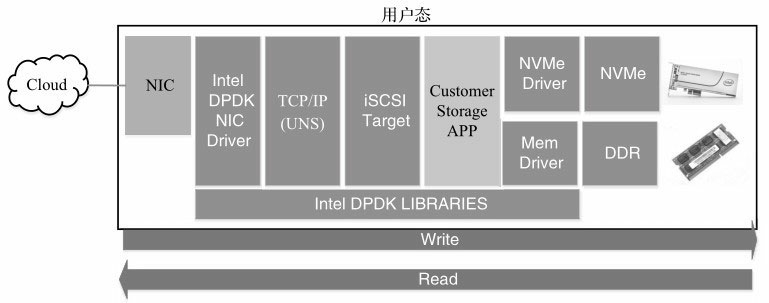 用户态
Cloud
NIC
Intel
DPDK
NIC
Driver
TCP/IP
(UNS)
iSCSI
Target
Customer
Storage
APP
NVMe
Driver
NVMe
Mem
Driver
DDR
Intel DPDK LIBRARIES
Write
Read